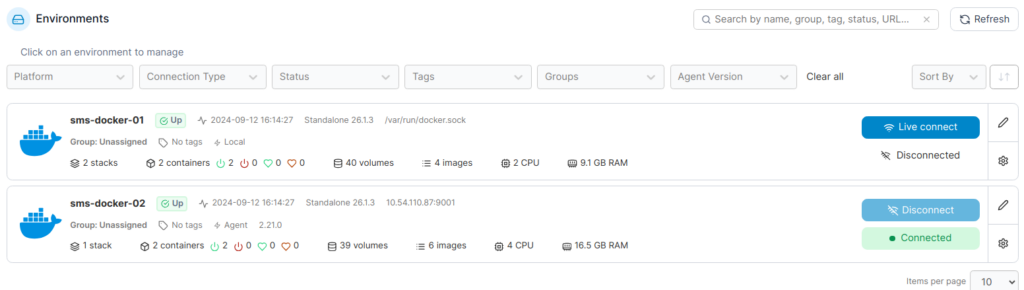 Environments
Search by name, group, tag, status, URL...
Refresh
Click on an environment to manage
Platform Connection Type Status Tags Groups Agent Version Clear all Sort By
sms-docker-01 Up 2024-09-12 16:14:27 Standalone 26.1.3 /var/run/docker.sock
Live connect
Group: Unassigned No tags Local
Disconnected
2 stacks 2 containers 2 0 0 0 40 volumes 4 images 2 CPU 9.1 GB RAM
sms-docker-02 Up 2024-09-12 16:14:27 Standalone 26.1.3 10.54.110.87:9001
Disconnect
Group: Unassigned No tags Agent 2.21.0
Connected
1 stack 2 containers 2 0 0 0 39 volumes 6 images 4 CPU 16.5 GB RAM
Items per page 10